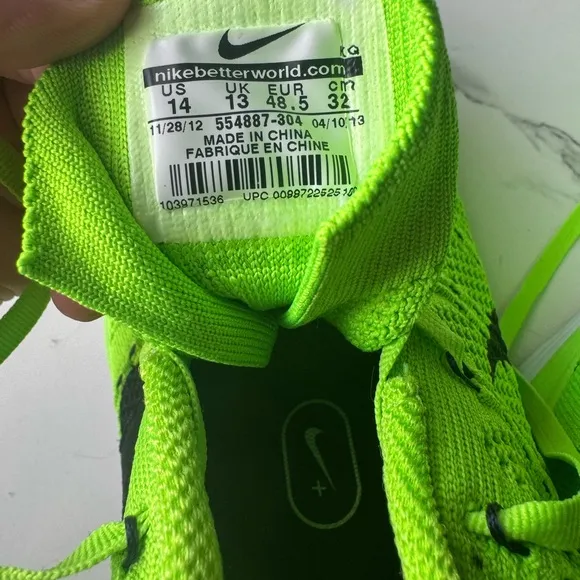 nikebetterworld.com
US UK EUR cm
14 13 48.5 32
11/28/12 554887-304 04/10/13
MADE IN CHINA
FABRIQUE EN CHINE
103971536 UPC
+